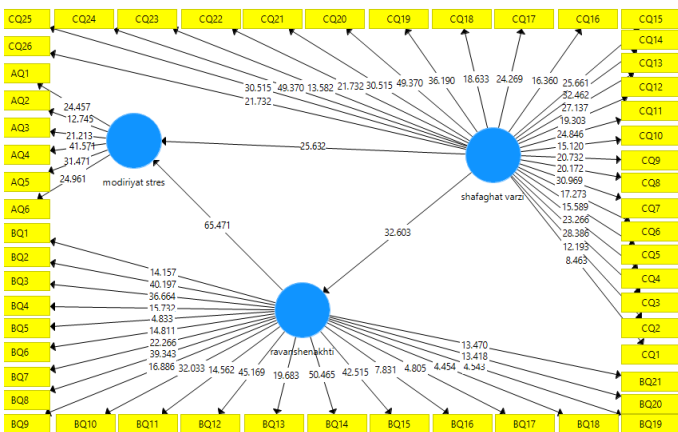 CQ25 CQ24 CQ23 CQ22 CQ21 CQ20 CQ19 CQ18 CQ17 CQ16 CQ15
CQ26
CQ14
CQ13
CQ12
CQ11
CQ10
CQ9
CQ8
CQ7
CQ6
CQ5
CQ4
CQ3
CQ2
CQ1
AQ1
AQ2
AQ3
AQ4
AQ5
AQ6
30.515 49.370 13.582 21.732 30.515 49.370 36.190 18.633 24.269 16.360
21.732
25.661
32.462
27.137
19.303
24.846
15.120
20.732
20.172
30.969
17.273
15.589
23.266
28.386
12.193
8.463
24.457
12.745
21.213
41.571
31.471
24.961
modiriyat stres
25.632
shafaghat varzi
65.471
32.603
ravanshenakhti
BQ1
BQ2
BQ3
BQ4
BQ5
BQ6
BQ7
BQ8
14.157
40.197
36.664
15.732
4.833
14.811
22.266
39.343
16.886 32.033 14.562 45.169 19.683 50.465 42.515 7.831 4.805 4.454 4.543
13.470
13.418
BQ21
BQ20
BQ9 BQ10 BQ11 BQ12 BQ13 BQ14 BQ15 BQ16 BQ17 BQ18 BQ19